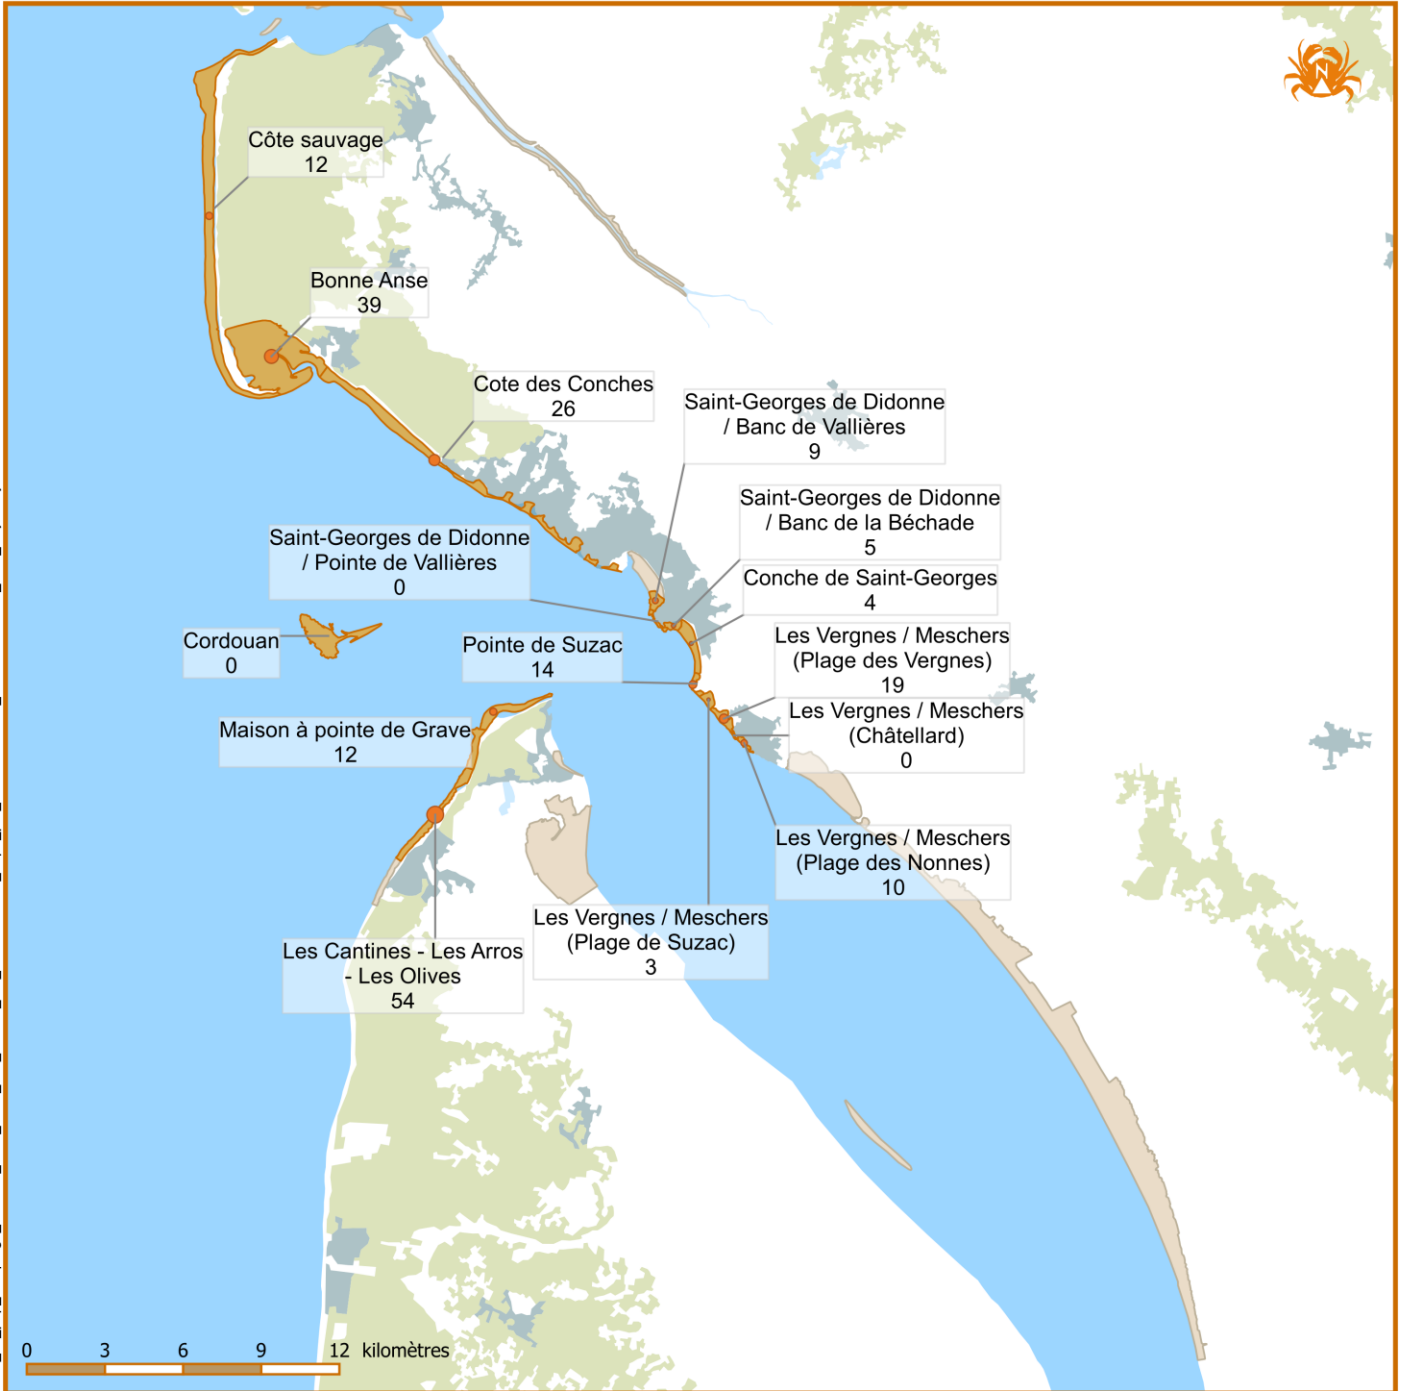 N
Côte sauvage
12
Bonne Anse
39
Cote des Conches
26
Saint-Georges de Didonne
/ Banc de Vallières
9
Saint-Georges de Didonne
/ Banc de la Béchade
5
Saint-Georges de Didonne
/ Pointe de Vallières
0
Conche de Saint-Georges
4
Cordouan
0
Pointe de Suzac
14
Les Vergnes / Meschers
(Plage des Vergnes)
19
Les Vergnes / Meschers
(Châtellard)
0
Maison à pointe de Grave
12
Les Vergnes / Meschers
(Plage des Nonnes)
10
Les Vergnes / Meschers
(Plage de Suzac)
3
Les Cantines - Les Arros
- Les Olives
54
0 3 6 9 12 kilomètres